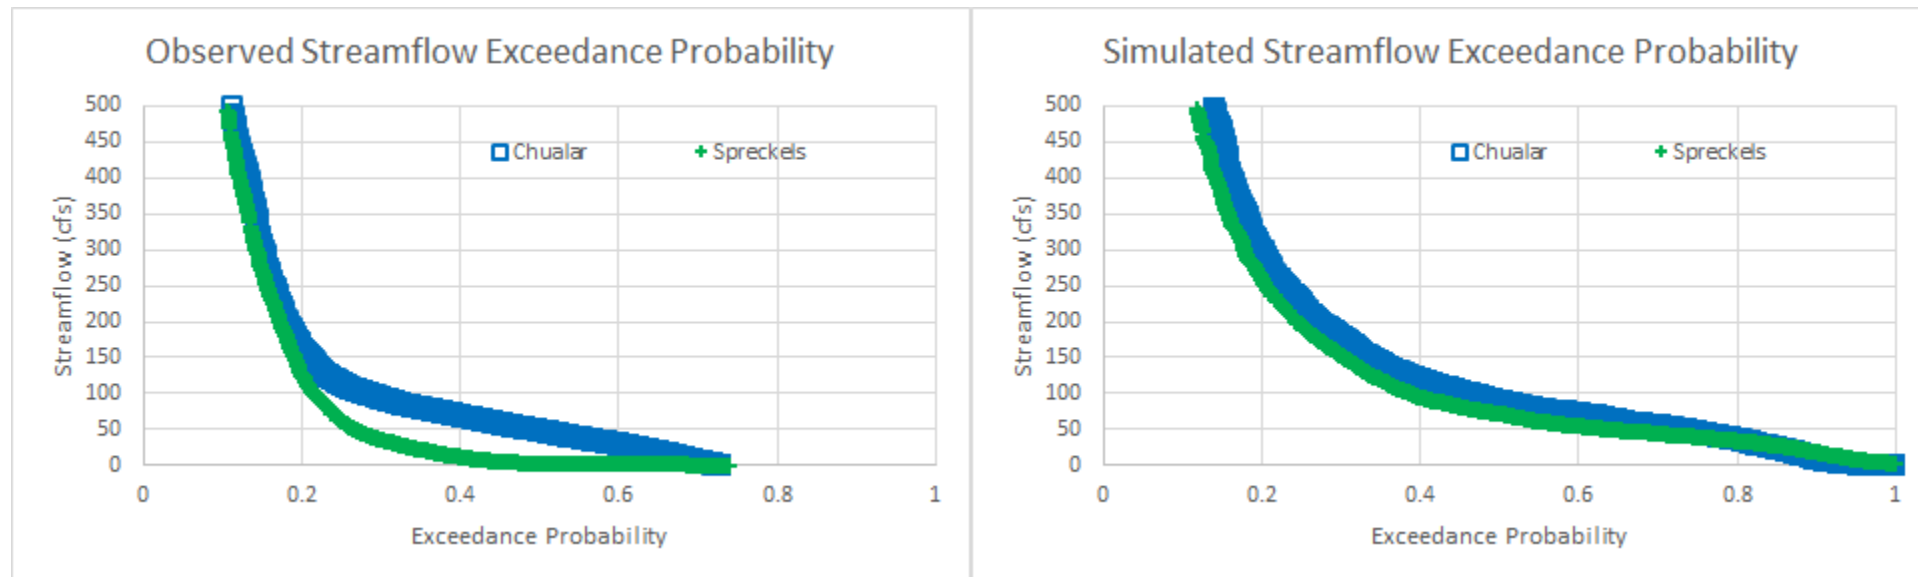 Observed Streamflow Exceedance Probability
500
450
400
350
300
250
200
150
100
50
0
Streamflow (cfs)
Chualar
Spreckels
0 0.2 0.4 0.6 0.8 1
Exceedance Probability
Simulated Streamflow Exceedance Probability
500
450
400
350
300
250
200
150
100
50
0
Streamflow (cfs)
Chualar
Spreckels
0 0.2 0.4 0.6 0.8 1
Exceedance Probability